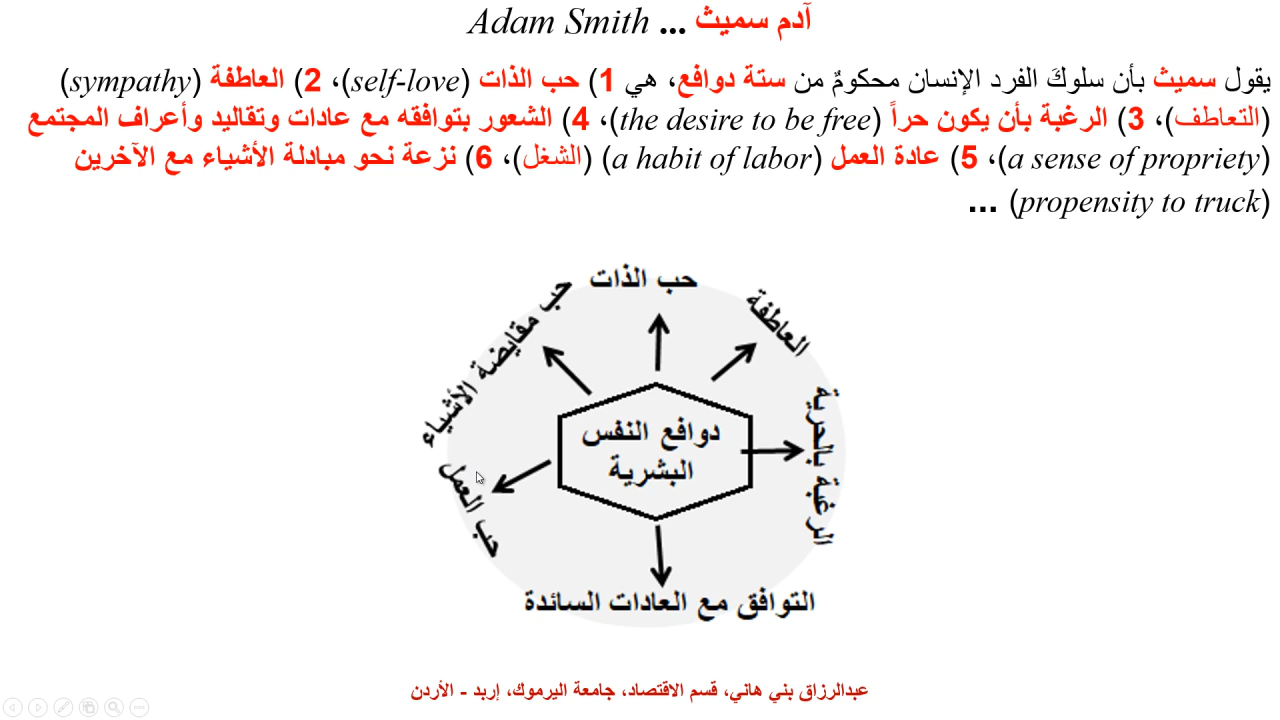 آدم سميث ... Adam Smith
يقول سميث بأن سلوكَ الفرد الإنسان محكومٌ من ستة دوافع، هي 1) حب الذات (self-love)، 2) العاطفة (sympathy)
(التعاطف)، 3) الرغبة بأن يكون حراً (the desire to be free)، 4) الشعور بتوافقه مع عادات وتقاليد وأعراف المجتمع
(a sense of propriety)، 5) عادة العمل (a habit of labor) (الشغل)، 6) نزعة نحو مبادلة الأشياء مع الآخرين
(propensity to truck) ...
حب الذات
العاطفة
الرغبة بالحرية
التوافق مع العادات السائدة
حب العمل
حب مقايضة الأشياء
دوافع النفس
البشرية
عبدالرزاق بني هاني، قسم الاقتصاد، جامعة اليرموك، إربد - الأردن